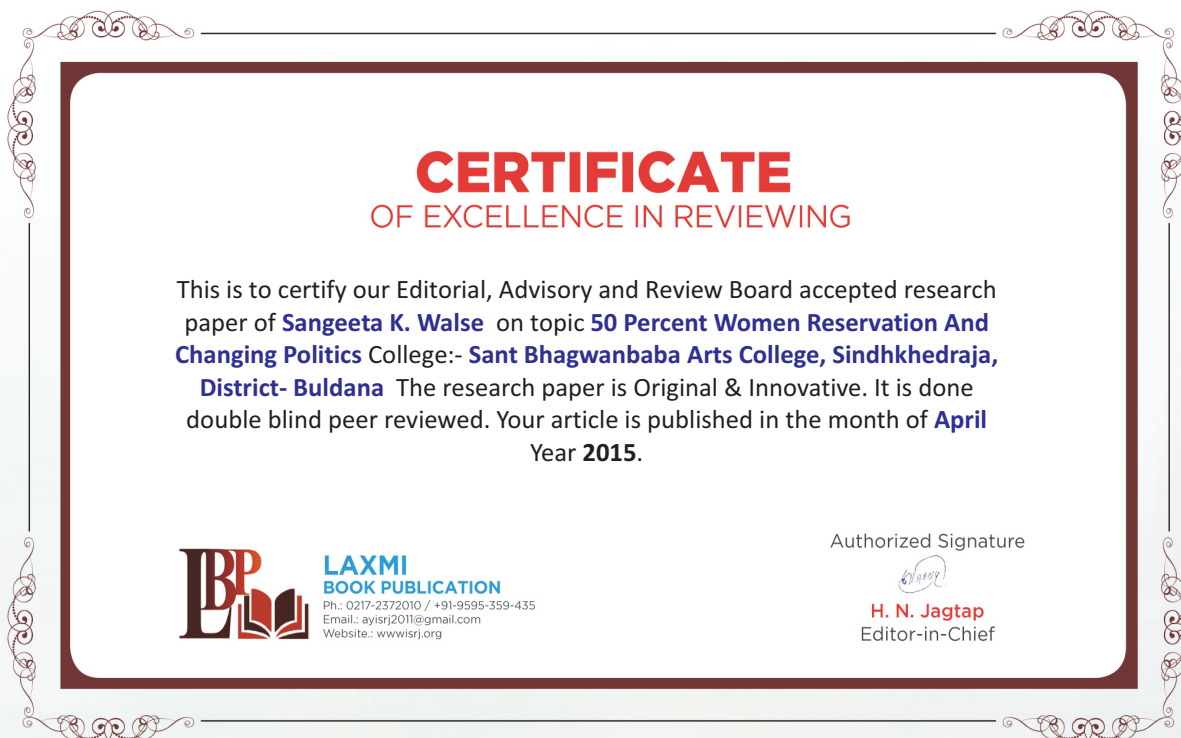 CERTIFICATE
OF EXCELLENCE IN REVIEWING
This is to certify our Editorial, Advisory and Review Board accepted research
paper of Sangeeta K. Walse on topic 50 Percent Women Reservation And
Changing Politics College:- Sant Bhagwanbaba Arts College, Sindhkhedraja,
District- Buldana The research paper is Original & Innovative. It is done
double blind peer reviewed. Your article is published in the month of April
Year 2015.
LBP
LAXMI
BOOK PUBLICATION
Ph.: 0217-2372010 / +91-9595-359-435
Email.: ayisrj2011@gmail.com
Website.: wwwisrj.org
Authorized Signature
H. N. Jagtap
Editor-in-Chief